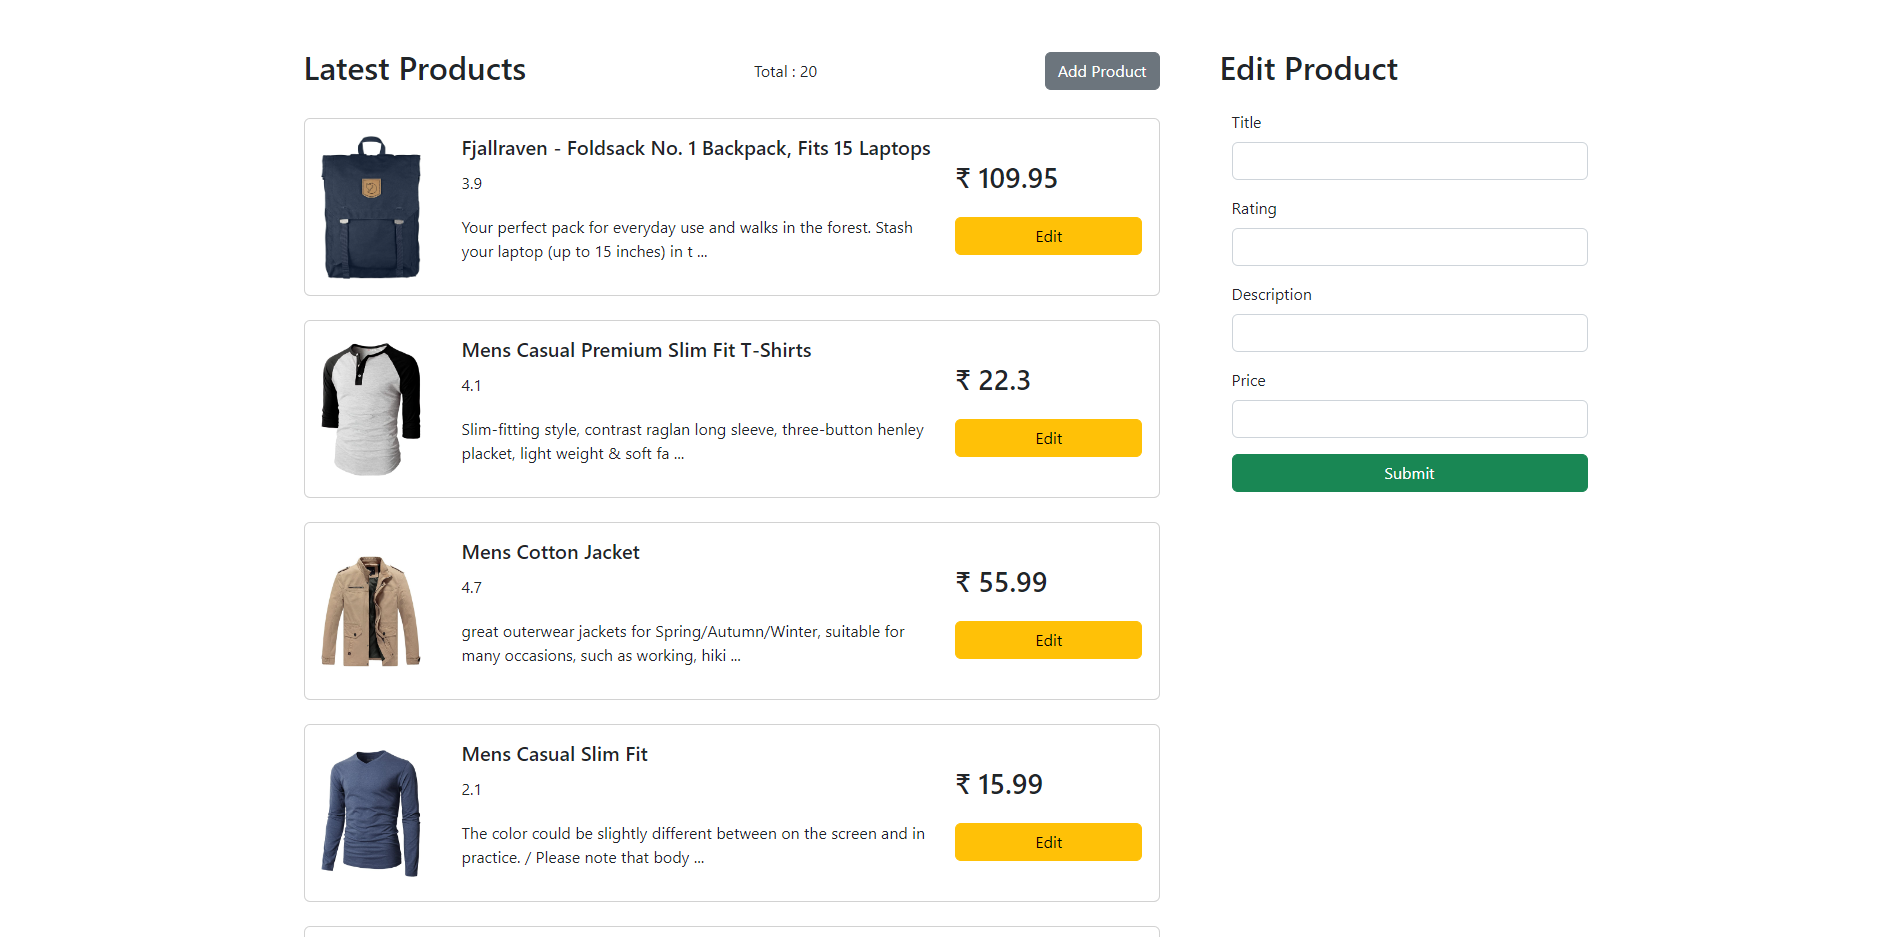 Latest Products
Total : 20
Add Product
Fjallraven - Foldsack No. 1 Backpack, Fits 15 Laptops
3.9
Your perfect pack for everyday use and walks in the forest. Stash
your laptop (up to 15 inches) in t ...
₹ 109.95
Edit
Mens Casual Premium Slim Fit T-Shirts
4.1
Slim-fitting style, contrast raglan long sleeve, three-button henley
placket, light weight & soft fa ...
₹ 22.3
Edit
Mens Cotton Jacket
4.7
great outerwear jackets for Spring/Autumn/Winter, suitable for
many occasions, such as working, hiki ...
₹ 55.99
Edit
Mens Casual Slim Fit
2.1
The color could be slightly different between on the screen and in
practice. / Please note that body ...
₹ 15.99
Edit
Edit Product
Title
Rating
Description
Price
Submit